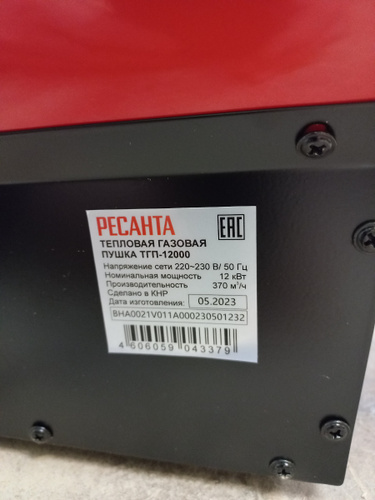 РЕСАНТА
EAC
ТЕПЛОВАЯ ГАЗОВАЯ
ПУШКА ТГП-12000
Напряжение сети 220~230 В/ 50 Гц
Номинальная мощность 12 кВт
Производительность 370 м³/ч
Сделано в КНР
Дата изготовления: 05.2023
BHA0021V011A000230501232
4 606059 043379